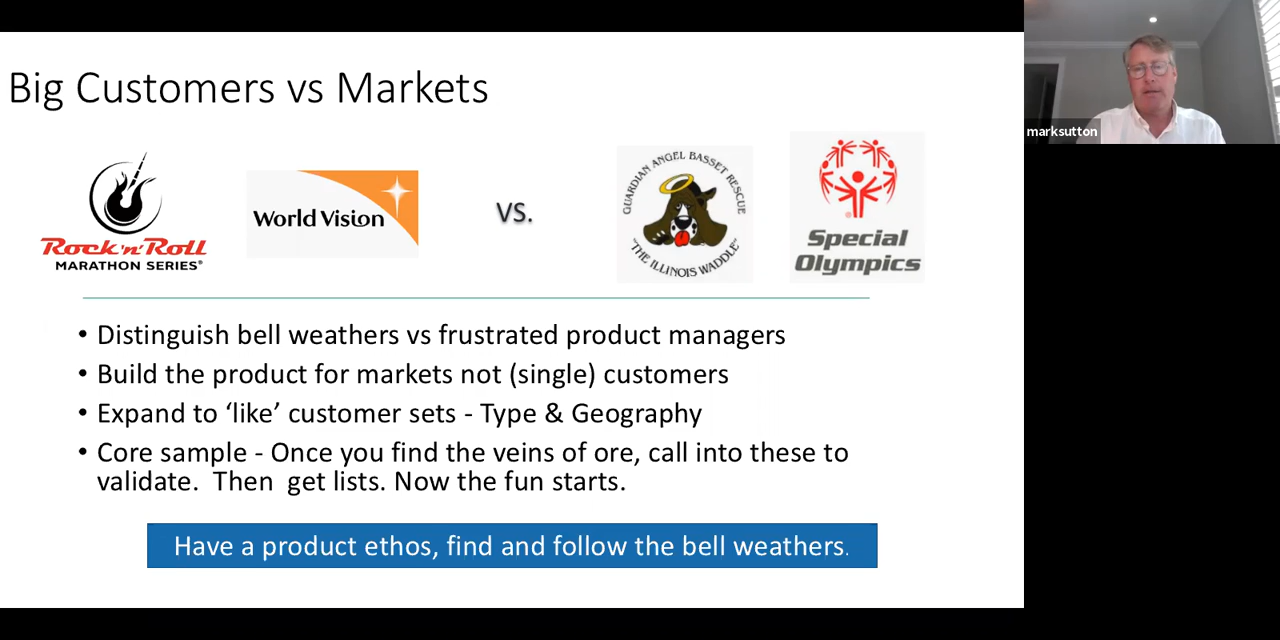 Big Customers vs Markets
marksutton
Rock 'n' Roll
MARATHON SERIES®
World Vision
vs.
GUARDIAN ANGEL BASSET RESCUE
"THE ILLINOIS WADDLE"
®
Special
Olympics
• Distinguish bell weathers vs frustrated product managers
• Build the product for markets not (single) customers
• Expand to ‘like’ customer sets - Type & Geography
• Core sample - Once you find the veins of ore, call into these to
validate. Then get lists. Now the fun starts.
Have a product ethos, find and follow the bell weathers.